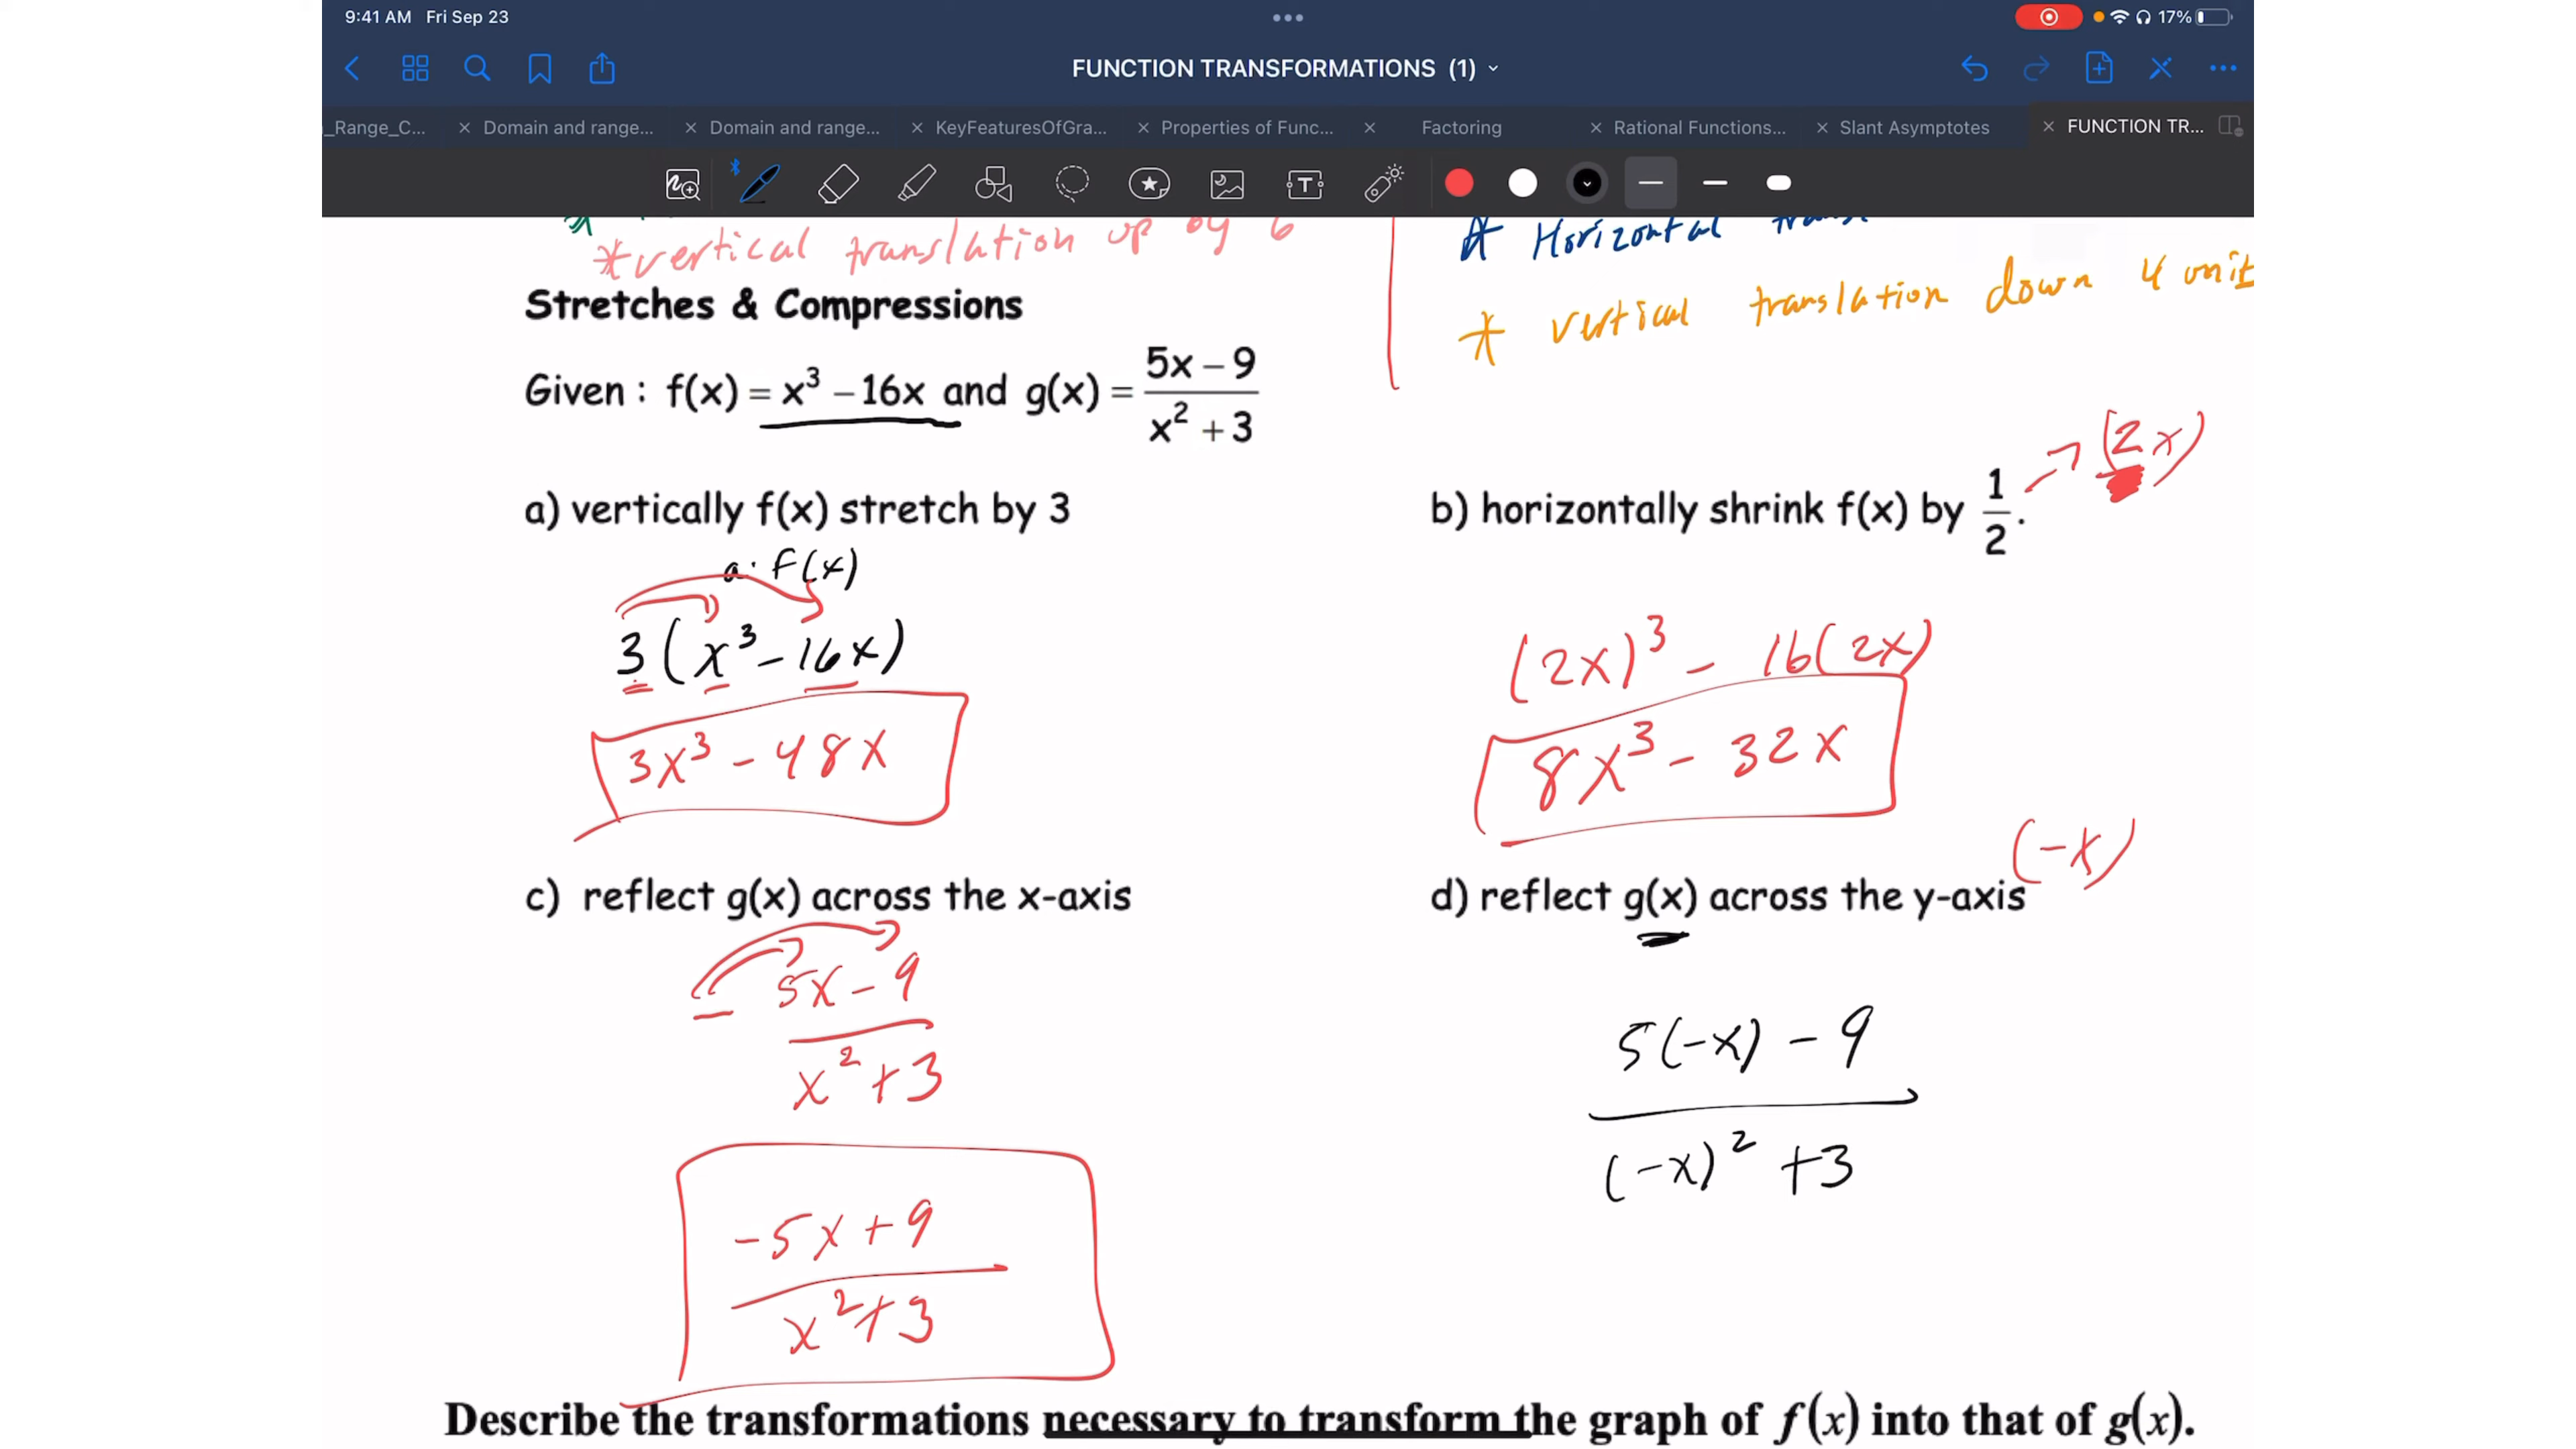 9:41 AM Fri Sep 23
17%
FUNCTION TRANSFORMATIONS (1)
_Range_C...
Domain and range...
Domain and range...
KeyFeaturesOfGra...
Properties of Func...
Factoring
Rational Functions...
Slant Asymptotes
FUNCTION TR...
*vertical translation up by 6
* Horizontal
* vertical translation down 4 unit
Stretches & Compressions
Given : f(x) = x³ – 16x and g(x) = (5x – 9)/(x² + 3)
a) vertically f(x) stretch by 3
a · f(x)
3 (x³ – 16x)
3x³ – 48x
b) horizontally shrink f(x) by 1/2.
(2x)
(2x)³ – 16(2x)
8x³ – 32x
c) reflect g(x) across the x-axis
– (5x – 9)/(x² + 3)
(–5x + 9)/(x² + 3)
d) reflect g(x) across the y-axis
(–x)
(5(–x) – 9)/((–x)² + 3)
Describe the transformations necessary to transform the graph of f(x) into that of g(x).